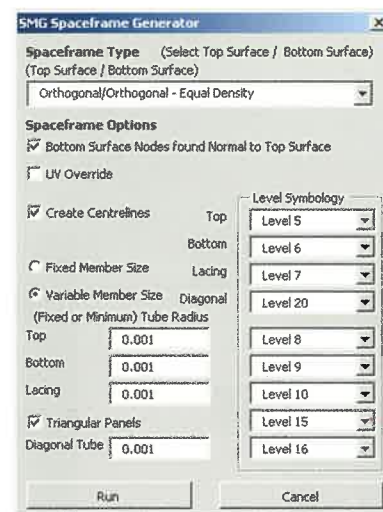 SMG Spaceframe Generator
Spaceframe Type (Select Top Surface / Bottom Surface)
(Top Surface / Bottom Surface)
Orthogonal/Orthogonal - Equal Density
Spaceframe Options
Bottom Surface Nodes found Normal to Top Surface
UV Override
Level Symbology
Create Centrelines Top Level 5
Bottom Level 6
Fixed Member Size Lacing Level 7
Variable Member Size Diagonal Level 20
(Fixed or Minimum) Tube Radius
Top 0.001 Level 8
Bottom 0.001 Level 9
Lacing 0.001 Level 10
Triangular Panels Level 15
Diagonal Tube 0.001 Level 16
Run Cancel